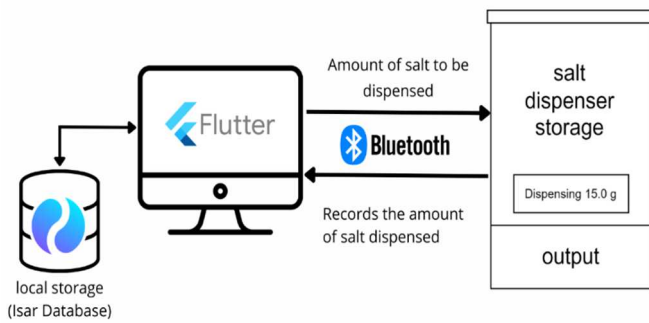 Amount of salt to be
dispensed
Flutter
Bluetooth
Records the amount
of salt dispensed
local storage
(Isar Database)
salt
dispenser
storage
Dispensing 15.0 g
output